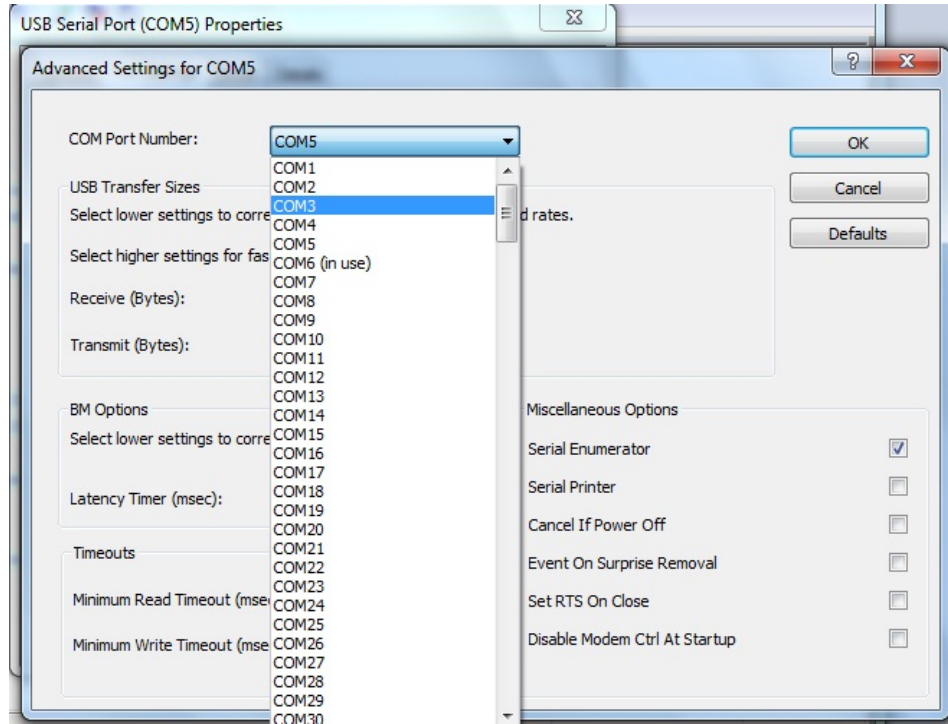 USB Serial Port (COM5) Properties
Advanced Settings for COM5
COM Port Number:
COM5
OK
Cancel
Defaults
COM1
COM2
COM3
COM4
COM5
COM6 (in use)
COM7
COM8
COM9
COM10
COM11
COM12
COM13
COM14
COM15
COM16
COM17
COM18
COM19
COM20
COM21
COM22
COM23
COM24
COM25
COM26
COM27
COM28
COM29
COM30
USB Transfer Sizes
Select lower settings to corre d rates.
Select higher settings for fas
Receive (Bytes):
Transmit (Bytes):
BM Options
Select lower settings to corre
Latency Timer (msec):
Timeouts
Minimum Read Timeout (mse
Minimum Write Timeout (mse
Miscellaneous Options
Serial Enumerator
Serial Printer
Cancel If Power Off
Event On Surprise Removal
Set RTS On Close
Disable Modem Ctrl At Startup